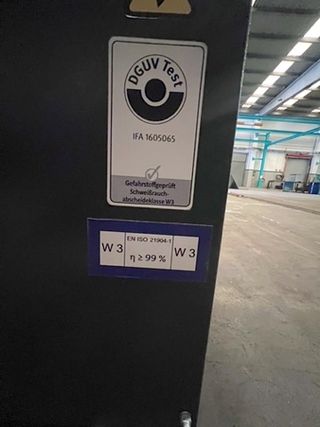 DGUV Test
IFA 1605065
Gefahrstoffgeprüft
Schweißrauch-
abscheideklasse W3
W 3
EN ISO 21904-1
η ≥ 99 %
W 3